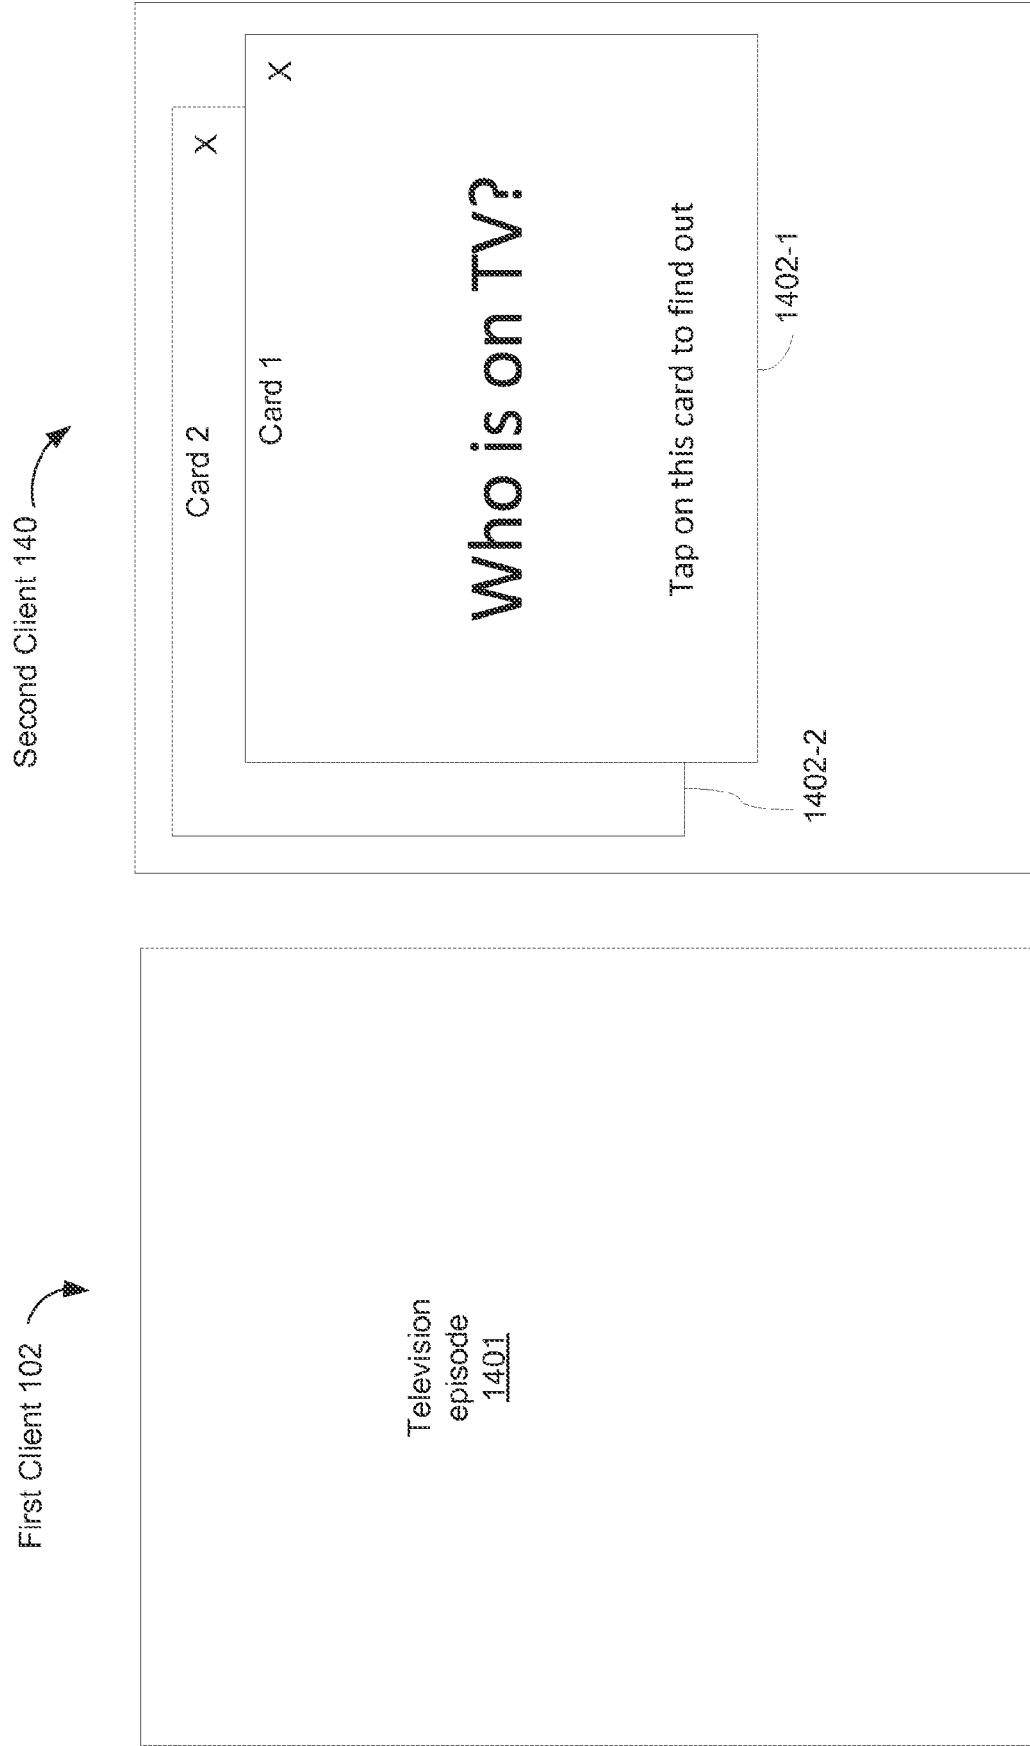 First Client 102
Television
episode
1401
Second Client 140
Card 2
X
Card 1
X
Who is on TV?
Tap on this card to find out
1402-2
1402-1